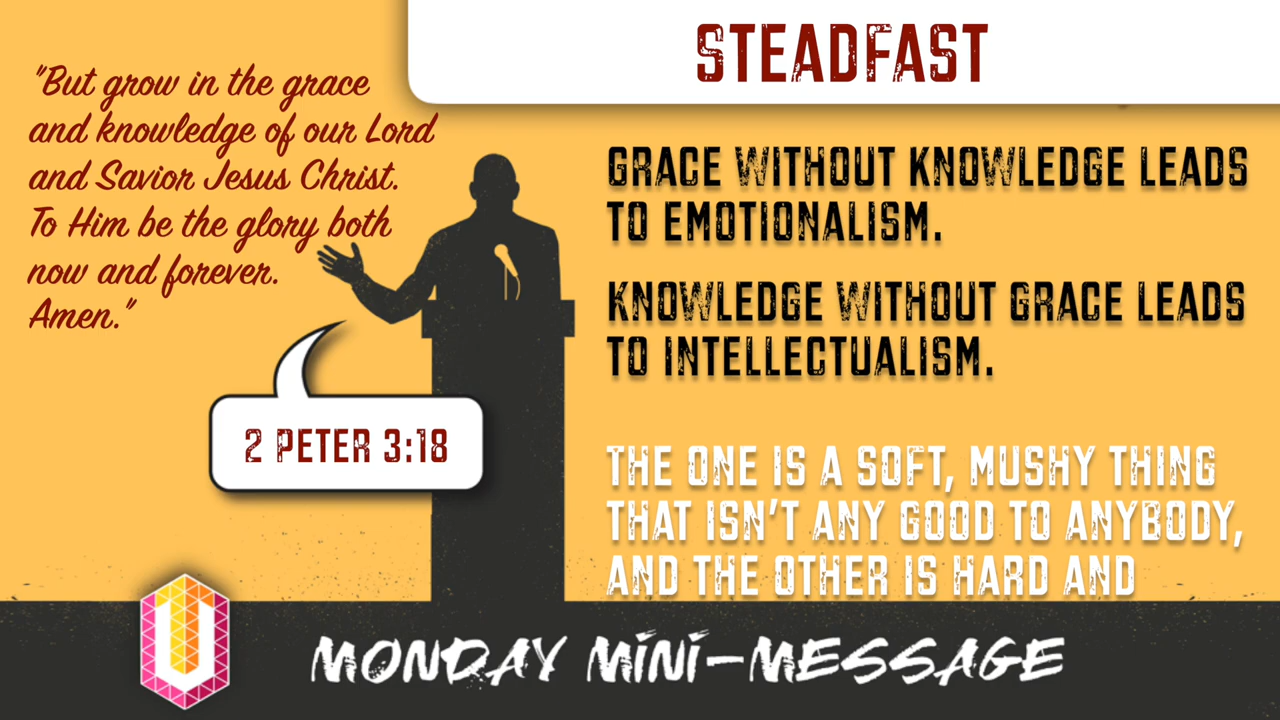 STEADFAST
"But grow in the grace
and knowledge of our Lord
and Savior Jesus Christ.
To Him be the glory both
now and forever.
Amen."
2 PETER 3:18
GRACE WITHOUT KNOWLEDGE LEADS
TO EMOTIONALISM.
KNOWLEDGE WITHOUT GRACE LEADS
TO INTELLECTUALISM.
THE ONE IS A SOFT, MUSHY THING
THAT ISN'T ANY GOOD TO ANYBODY,
AND THE OTHER IS HARD AND
U
MONDAY MINI-MESSAGE